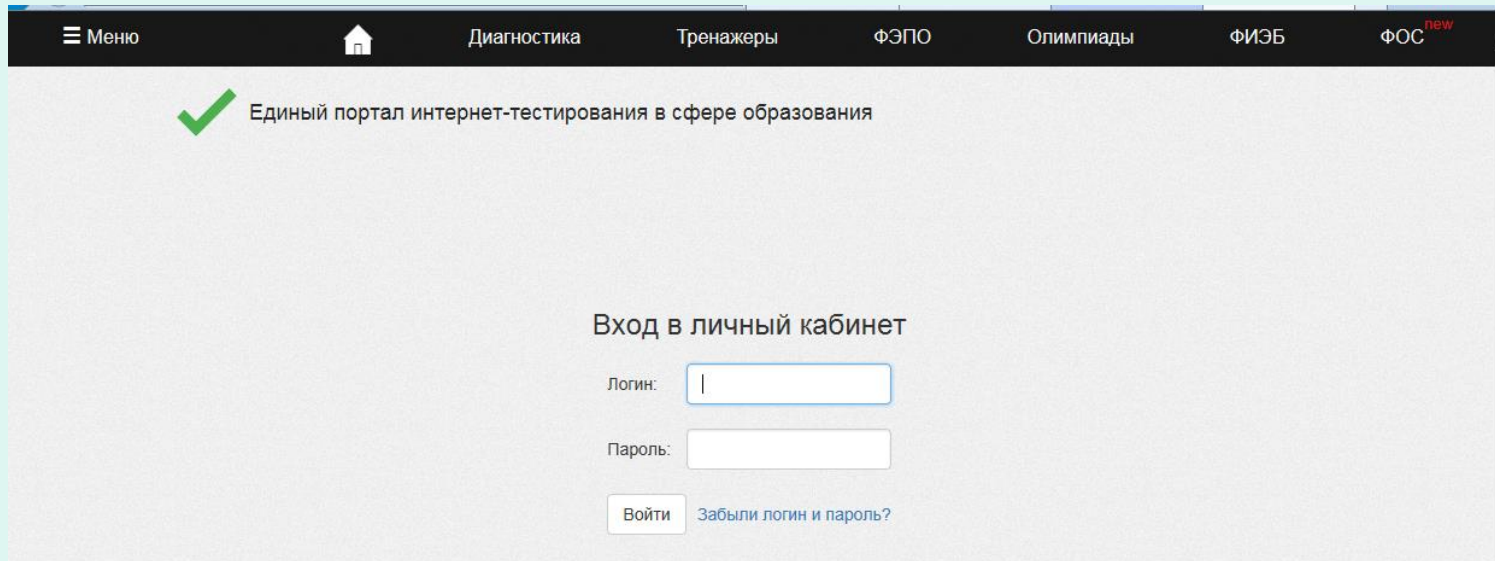 ☰ Меню Диагностика Тренажеры ФЭПО Олимпиады ФИЭБ ФОС new
Единый портал интернет-тестирования в сфере образования
Вход в личный кабинет
Логин:
Пароль:
Войти Забыли логин и пароль?